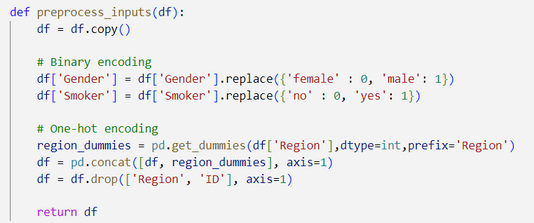 def preprocess_inputs(df):
df = df.copy()
# Binary encoding
df['Gender'] = df['Gender'].replace({'female' : 0, 'male': 1})
df['Smoker'] = df['Smoker'].replace({'no' : 0, 'yes': 1})
# One-hot encoding
region_dummies = pd.get_dummies(df['Region'],dtype=int,prefix='Region')
df = pd.concat([df, region_dummies], axis=1)
df = df.drop(['Region', 'ID'], axis=1)
return df